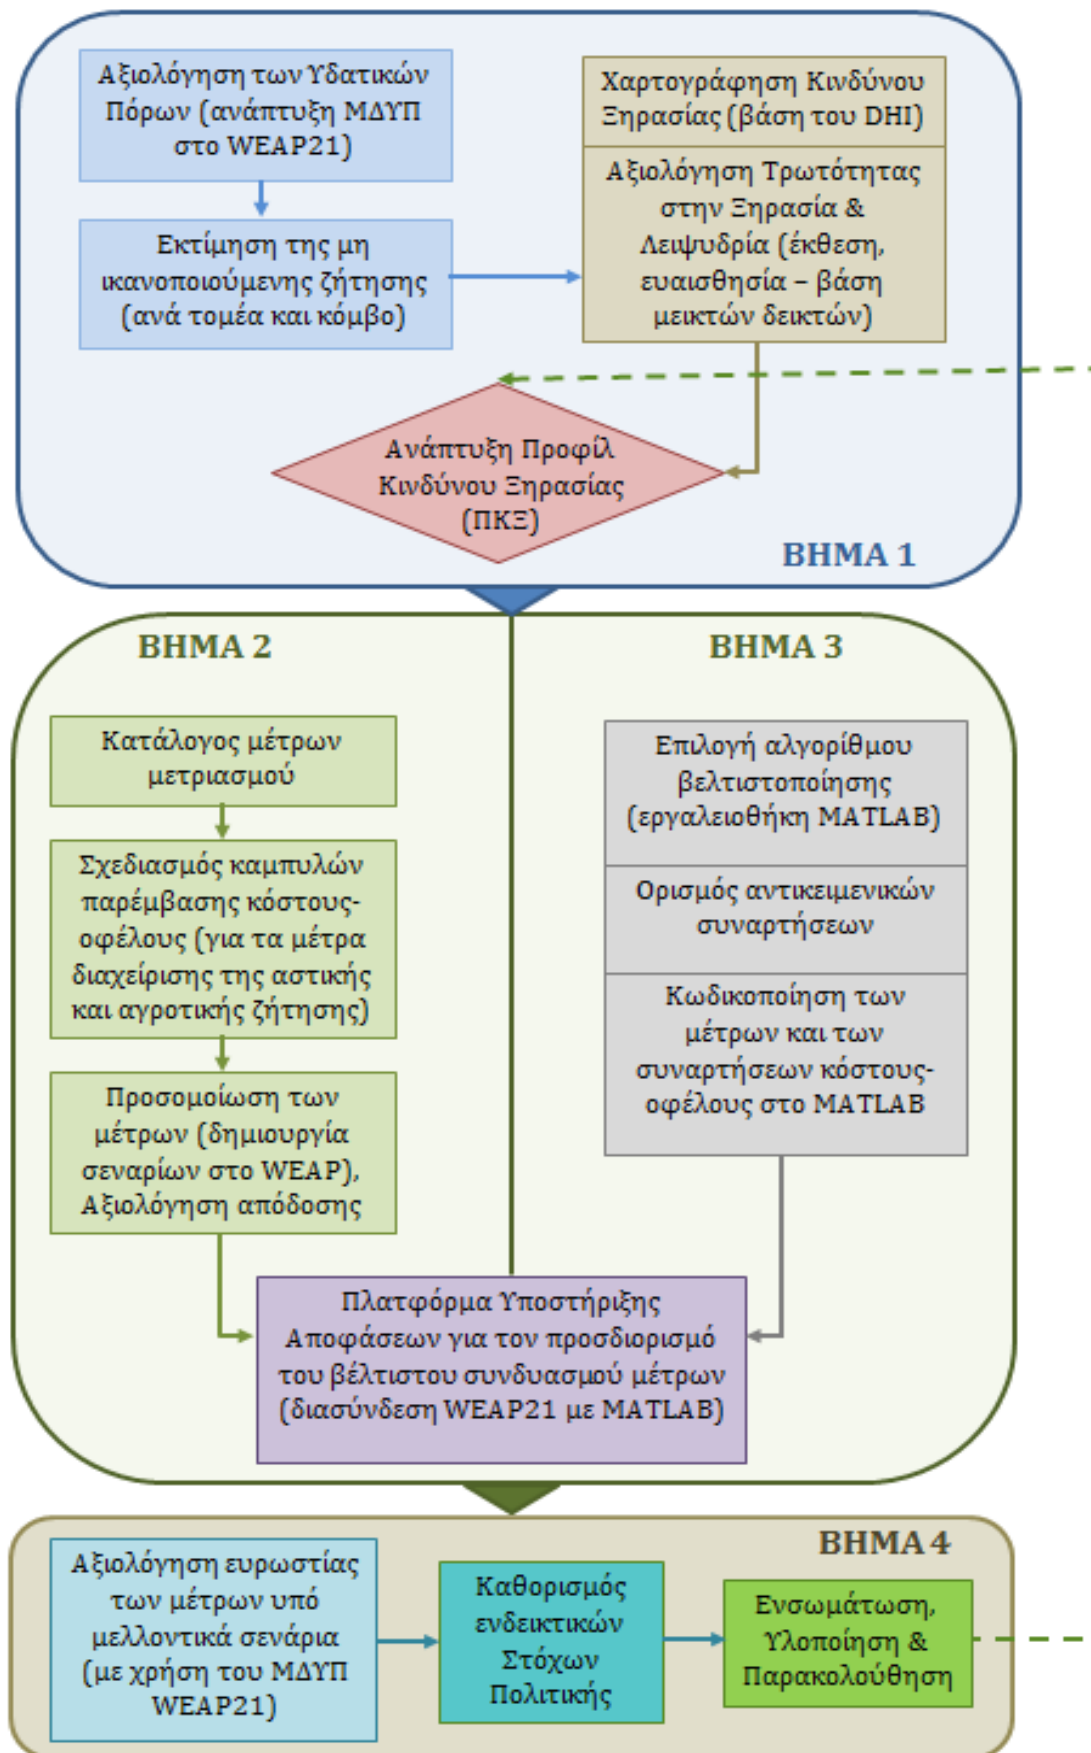 Αξιολόγηση των Υδατικών
Πόρων (ανάπτυξη ΜΔΥΠ
στο WEAP21)
Εκτίμηση της μη
ικανοποιούμενης ζήτησης
(ανά τομέα και κόμβο)
Χαρτογράφηση Κινδύνου
Ξηρασίας (βάση του DHI)
Αξιολόγηση Τρωτότητας
στην Ξηρασία &
Λειψυδρία (έκθεση,
ευαισθησία – βάση
μεικτών δεικτών)
Ανάπτυξη Προφίλ
Κινδύνου Ξηρασίας
(ΠΚΞ)
ΒΗΜΑ 1
ΒΗΜΑ 2
Κατάλογος μέτρων
μετριασμού
Σχεδιασμός καμπυλών
παρέμβασης κόστους-
οφέλους (για τα μέτρα
διαχείρισης της αστικής
και αγροτικής ζήτησης)
Προσομοίωση των
μέτρων (δημιουργία
σεναρίων στο WEAP),
Αξιολόγηση απόδοσης
ΒΗΜΑ 3
Επιλογή αλγορίθμου
βελτιστοποίησης
(εργαλειοθήκη MATLAB)
Ορισμός αντικειμενικών
συναρτήσεων
Κωδικοποίηση των
μέτρων και των
συναρτήσεων κόστους-
οφέλους στο MATLAB
Πλατφόρμα Υποστήριξης
Αποφάσεων για τον προσδιορισμό
του βέλτιστου συνδυασμού μέτρων
(διασύνδεση WEAP21 με MATLAB)
ΒΗΜΑ 4
Αξιολόγηση ευρωστίας
των μέτρων υπό
μελλοντικά σενάρια
(με χρήση του ΜΔΥΠ
WEAP21)
Καθορισμός
ενδεικτικών
Στόχων
Πολιτικής
Ενσωμάτωση,
Υλοποίηση &
Παρακολούθηση